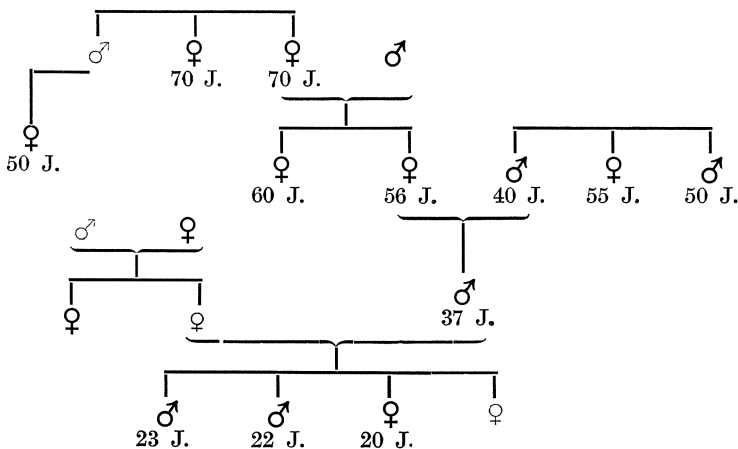 ♂ ♀ ♀ ♂
70 J. 70 J.
♀
50 J.
♀ ♀ ♂ ♀ ♂
60 J. 56 J. 40 J. 55 J. 50 J.
♂ ♀
♀ ♀ ♂
37 J.
♂ ♂ ♀ ♀
23 J. 22 J. 20 J.